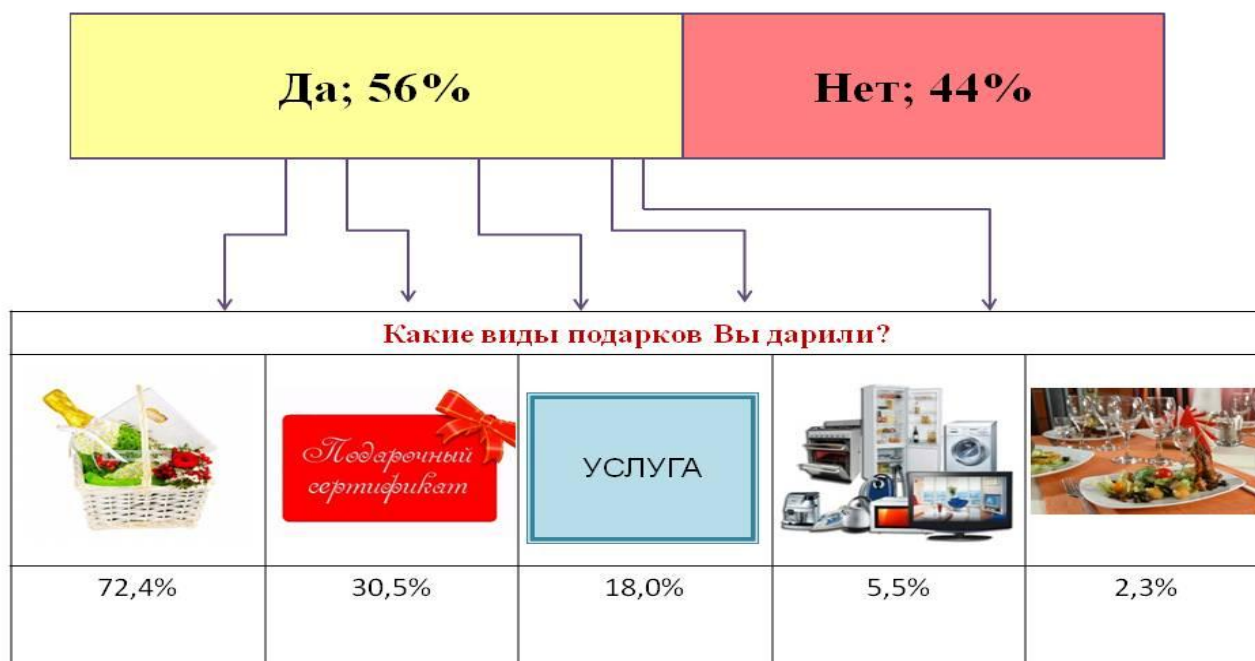 Да; 56%
Нет; 44%
Какие виды подарков Вы дарили?
Подарочный
сертификат
УСЛУГА
72,4%
30,5%
18,0%
5,5%
2,3%